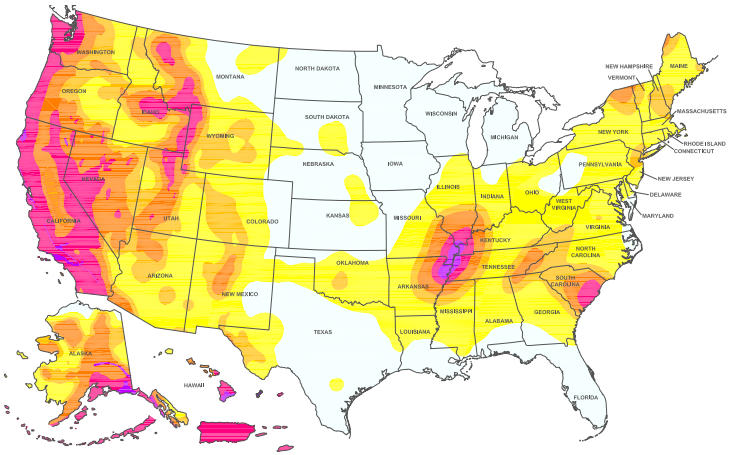 WASHINGTON
MONTANA
NORTH DAKOTA
MINNESOTA
NEW HAMPSHIRE
VERMONT
MAINE
OREGON
IDAHO
WYOMING
SOUTH DAKOTA
WISCONSIN
MICHIGAN
NEW YORK
MASSACHUSETTS
RHODE ISLAND
CONNECTICUT
NEVADA
UTAH
COLORADO
NEBRASKA
IOWA
ILLINOIS
INDIANA
OHIO
PENNSYLVANIA
NEW JERSEY
DELAWARE
MARYLAND
WEST
VIRGINIA
VIRGINIA
CALIFORNIA
KANSAS
MISSOURI
KENTUCKY
NORTH
CAROLINA
ARIZONA
NEW MEXICO
OKLAHOMA
ARKANSAS
TENNESSEE
SOUTH
CAROLINA
TEXAS
LOUISIANA
MISSISSIPPI
ALABAMA
GEORGIA
FLORIDA
ALASKA
HAWAII